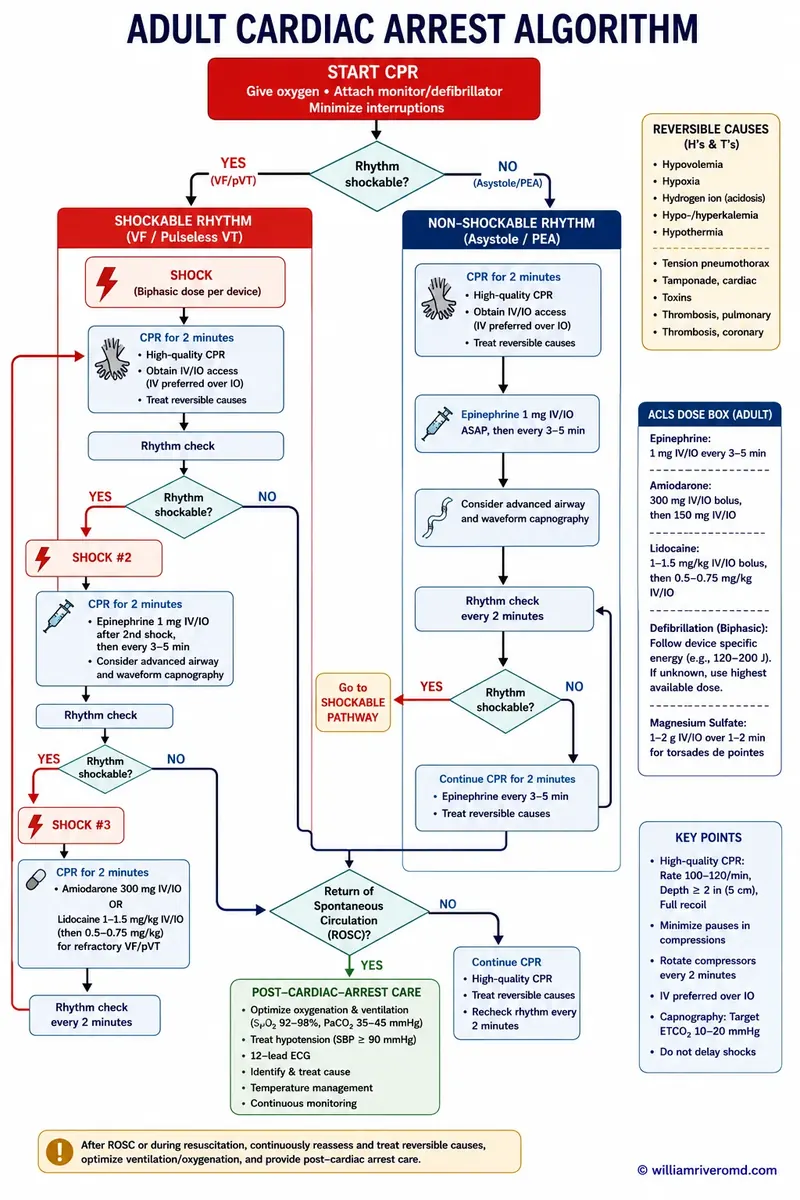 ADULT CARDIAC ARREST ALGORITHM
START CPR
Give oxygen • Attach monitor/defibrillator
Minimize interruptions
Rhythm
shockable?
YES
(VF/pVT)
NO
(Asystole/PEA)
SHOCKABLE RHYTHM
(VF / Pulseless VT)
SHOCK
(Biphasic dose per device)
CPR for 2 minutes
• High-quality CPR
• Obtain IV/IO access
(IV preferred over IO)
• Treat reversible causes
Rhythm check
Rhythm
shockable?
YES
NO
SHOCK #2
CPR for 2 minutes
• Epinephrine 1 mg IV/IO
after 2nd shock,
then every 3–5 min
• Consider advanced airway
and waveform capnography
Rhythm check
Rhythm
shockable?
YES
NO
SHOCK #3
CPR for 2 minutes
• Amiodarone 300 mg IV/IO
OR
Lidocaine 1–1.5 mg/kg IV/IO
(then 0.5–0.75 mg/kg)
for refractory VF/pVT
Rhythm check
every 2 minutes
NON-SHOCKABLE RHYTHM
(Asystole / PEA)
CPR for 2 minutes
• High-quality CPR
• Obtain IV/IO access
(IV preferred over IO)
• Treat reversible causes
Epinephrine 1 mg IV/IO
ASAP, then every 3–5 min
Consider advanced airway
and waveform capnography
Rhythm check
every 2 minutes
Rhythm
shockable?
YES
NO
Go to
SHOCKABLE
PATHWAY
Continue CPR for 2 minutes
• Epinephrine every 3–5 min
• Treat reversible causes
Return of
Spontaneous
Circulation
(ROSC)?
NO
YES
Continue CPR
• High-quality CPR
• Treat reversible causes
• Recheck rhythm every
2 minutes
POST–CARDIAC–ARREST CARE
• Optimize oxygenation & ventilation
(SₚO₂ 92–98%, PaCO₂ 35–45 mmHg)
• Treat hypotension (SBP ≥ 90 mmHg)
• 12–lead ECG
• Identify & treat cause
• Temperature management
• Continuous monitoring
REVERSIBLE CAUSES
(H's & T's)
• Hypovolemia
• Hypoxia
• Hydrogen ion (acidosis)
• Hypo-/hyperkalemia
• Hypothermia
• Tension pneumothorax
• Tamponade, cardiac
• Toxins
• Thrombosis, pulmonary
• Thrombosis, coronary
ACLS DOSE BOX (ADULT)
Epinephrine:
1 mg IV/IO every 3–5 min
Amiodarone:
300 mg IV/IO bolus,
then 150 mg IV/IO
Lidocaine:
1–1.5 mg/kg IV/IO bolus,
then 0.5–0.75 mg/kg
IV/IO
Defibrillation (Biphasic):
Follow device specific
energy (e.g., 120–200 J).
If unknown, use highest
available dose.
Magnesium Sulfate:
1–2 g IV/IO over 1–2 min
for torsades de pointes
KEY POINTS
• High-quality CPR:
Rate 100–120/min,
Depth ≥ 2 in (5 cm),
Full recoil
• Minimize pauses in
compressions
• Rotate compressors
every 2 minutes
• IV preferred over IO
• Capnography: Target
ETCO₂ 10–20 mmHg
• Do not delay shocks
! After ROSC or during resuscitation, continuously reassess and treat reversible causes,
optimize ventilation/oxygenation, and provide post–cardiac arrest care.
© williamriveromd.com